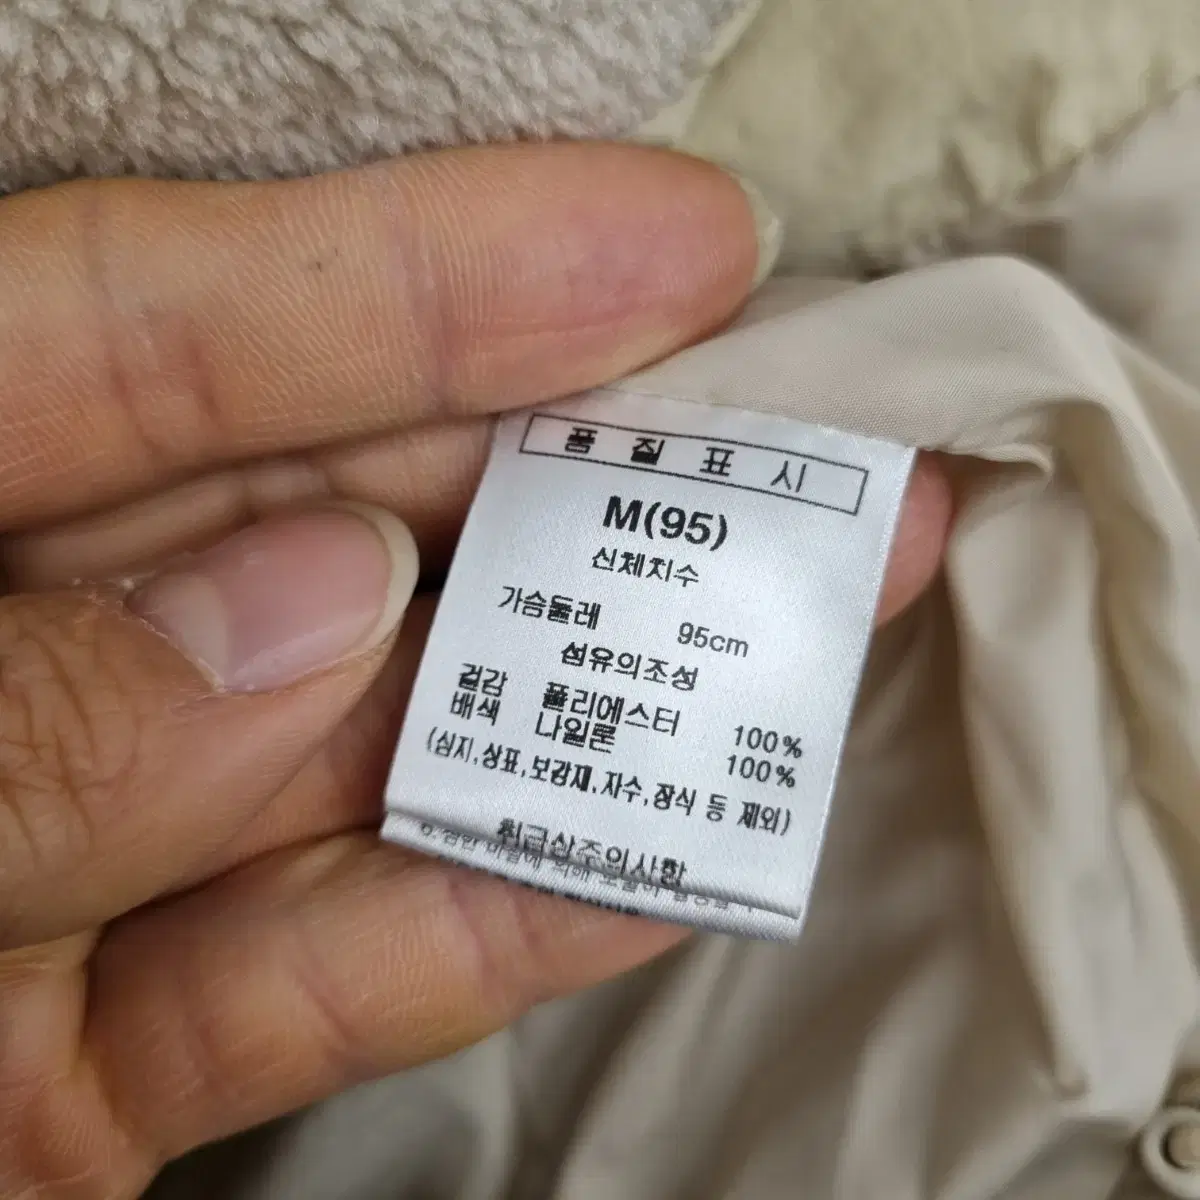 품 질 표 시
M(95)
신체치수
가슴둘레 95cm
섬유의조성
겉감 폴리에스터 100%
배색 나일론 100%
(심지,상표,보강재,자수,장식 등 제외)
취급상주의사항